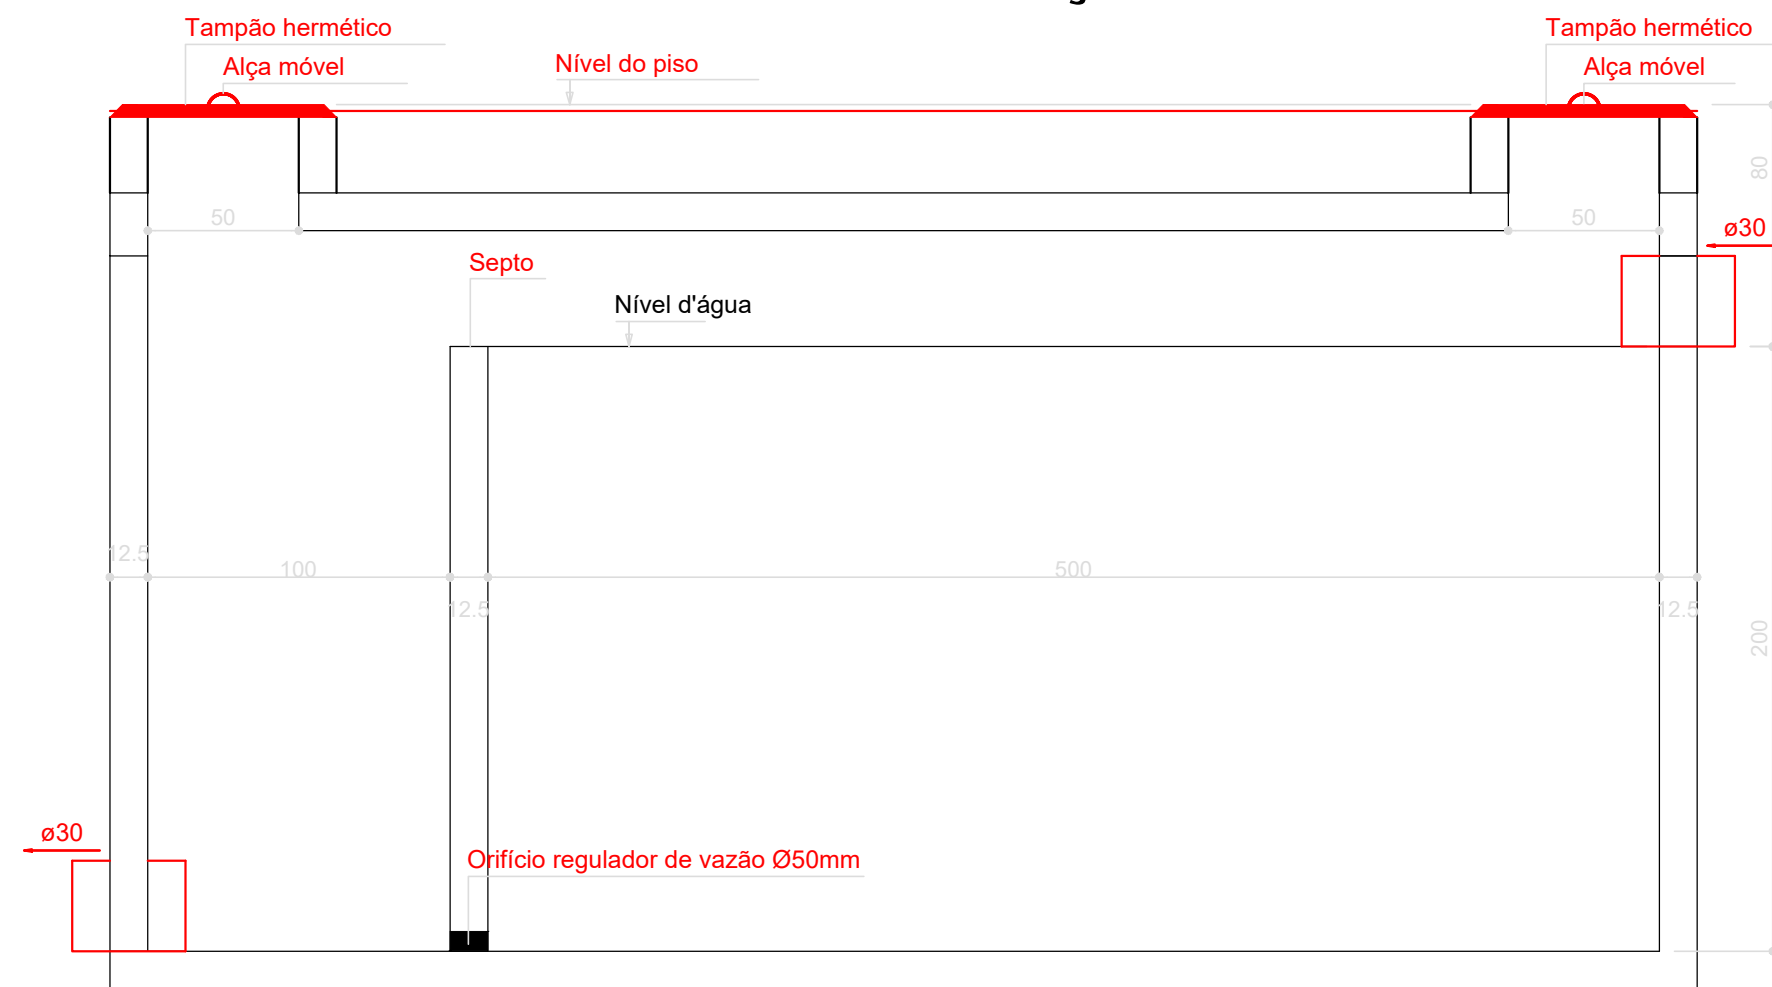 Tampão hermético
Tampão hermético
Alça móvel
Nível do piso
Alça móvel
80
50
50
ø30
Septo
Nível d'água
12.5
100
500
12.5
12.5
200
ø30
Orifício regulador de vazão Ø50mm